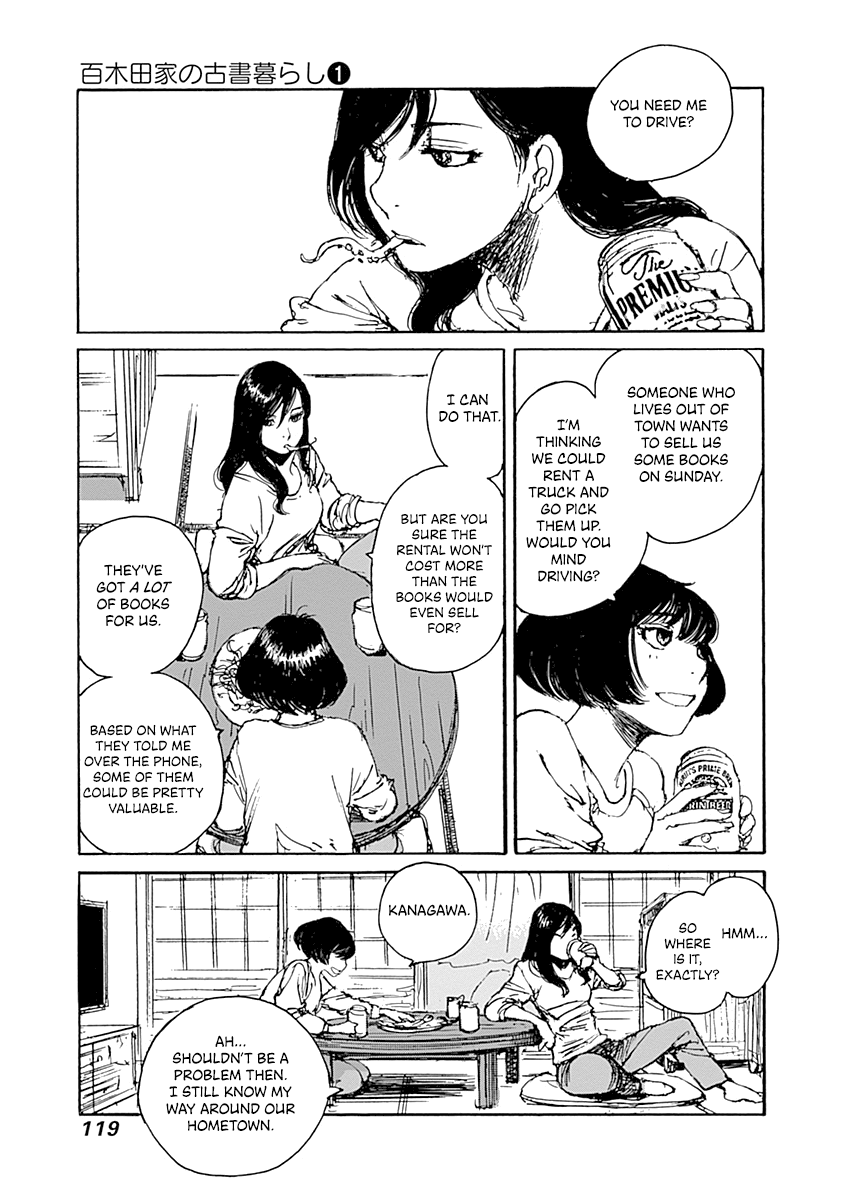 百木田家の古書暮らし❶
YOU NEED ME
TO DRIVE?
The
PREMIU
SOMEONE WHO
LIVES OUT OF
TOWN WANTS
TO SELL US
SOME BOOKS
ON SUNDAY.
I'M
THINKING
WE COULD
RENT A
TRUCK AND
GO PICK
THEM UP.
WOULD YOU
MIND
DRIVING?
I CAN
DO THAT.
BUT ARE YOU
SURE THE
RENTAL WON'T
COST MORE
THAN THE
BOOKS WOULD
EVEN SELL
FOR?
THEY'VE
GOT A LOT
OF BOOKS
FOR US.
BASED ON WHAT
THEY TOLD ME
OVER THE PHONE,
SOME OF THEM
COULD BE PRETTY
VALUABLE.
HMM...
SO
WHERE
IS IT,
EXACTLY?
KANAGAWA.
AH...
SHOULDN'T BE A
PROBLEM THEN.
I STILL KNOW MY
WAY AROUND OUR
HOMETOWN.
119